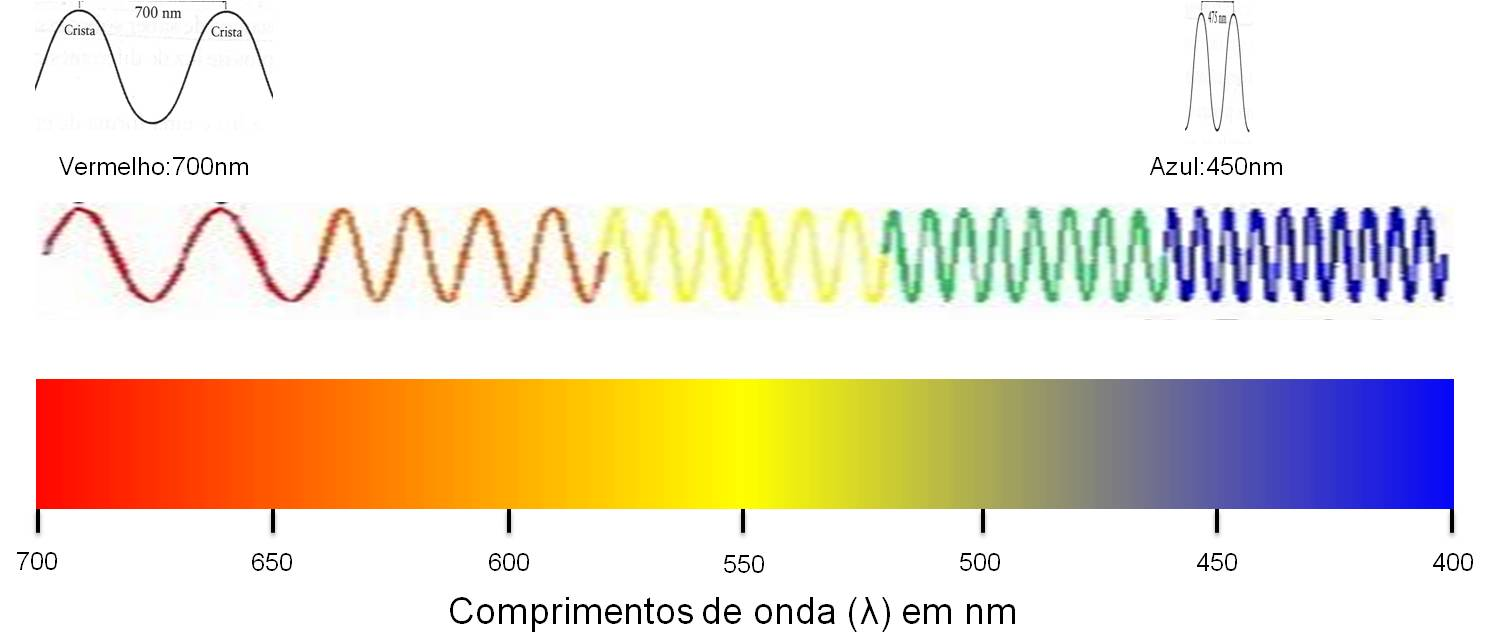 700 nm
475 nm
Crista
Crista
Vermelho:700nm
Azul:450nm
700
650
600
550
500
450
400
Comprimentos de onda (λ) em nm